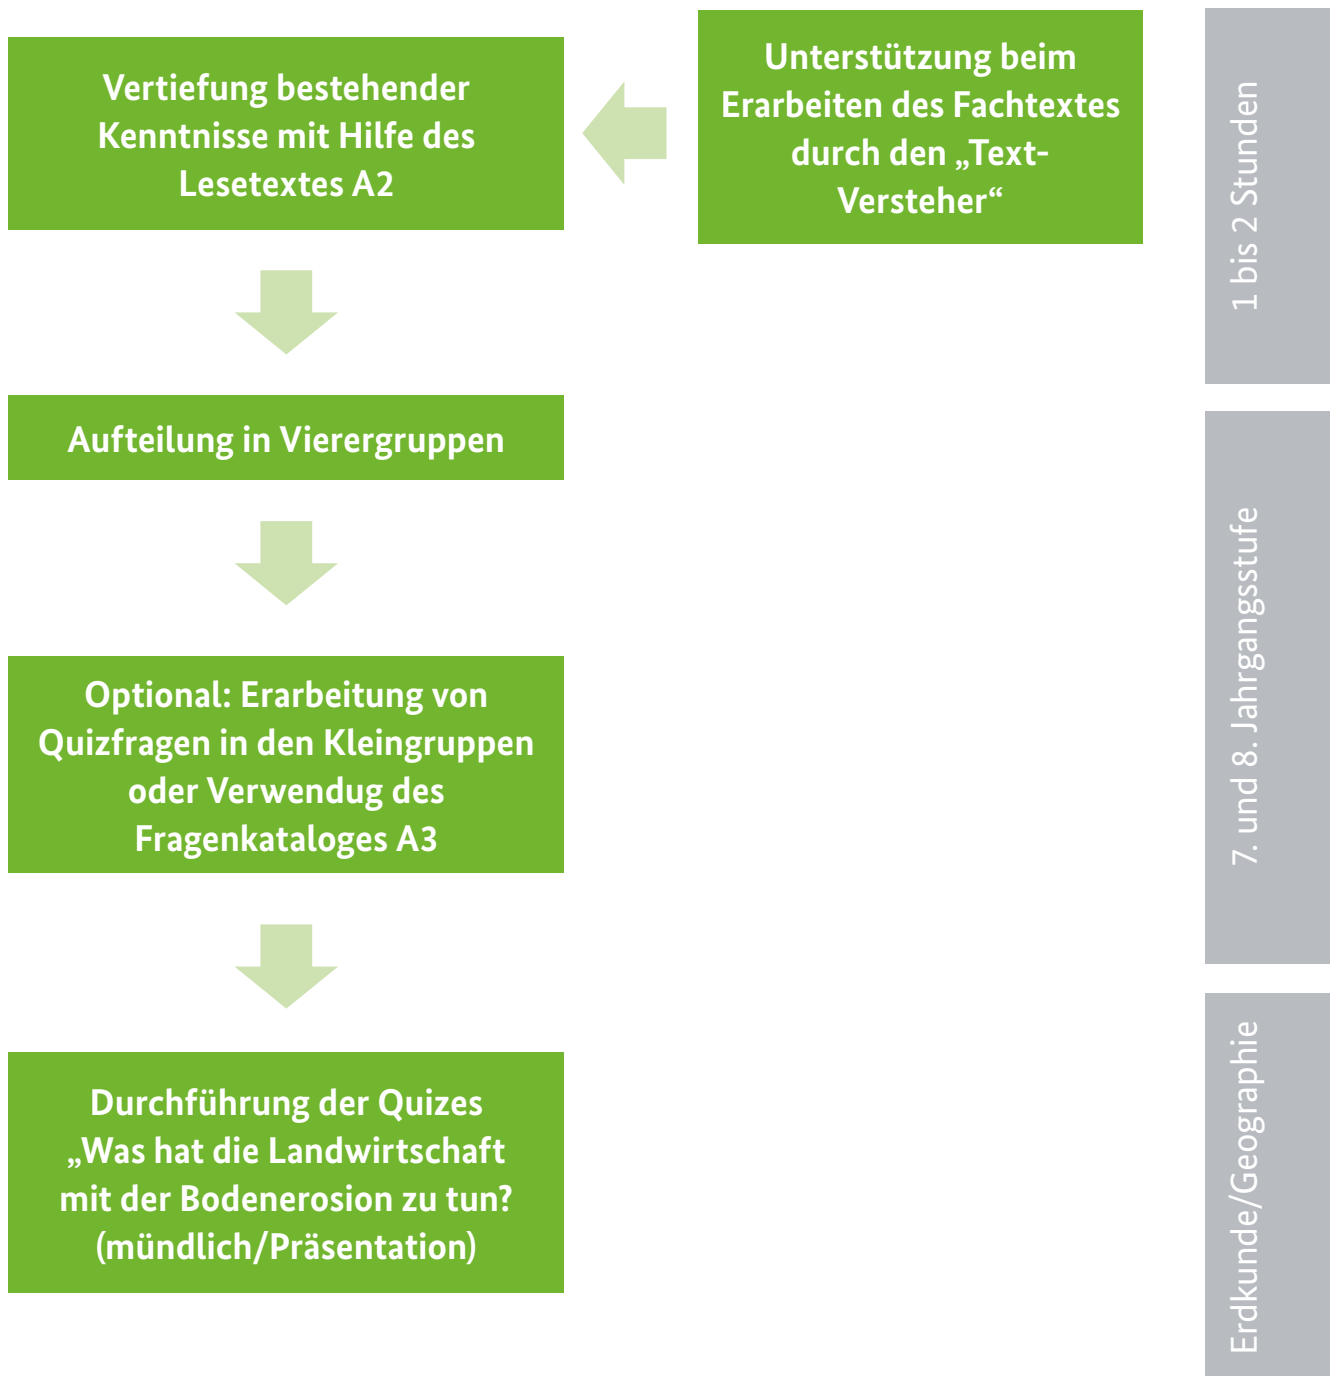 Vertiefung bestehender
Kenntnisse mit Hilfe des
Lesetextes A2
Unterstützung beim
Erarbeiten des Fachtextes
durch den „Text-
Versteher“
Aufteilung in Vierergruppen
Optional: Erarbeitung von
Quizfragen in den Kleingruppen
oder Verwendug des
Fragenkataloges A3
Durchführung der Quizes
„Was hat die Landwirtschaft
mit der Bodenerosion zu tun?
(mündlich/Präsentation)
1 bis 2 Stunden
7. und 8. Jahrgangsstufe
Erdkunde/Geographie